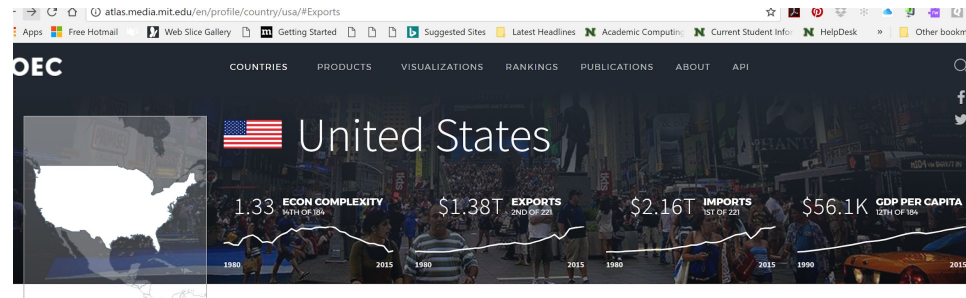 atlas.media.mit.edu/en/profile/country/usa/#Exports
Apps Free Hotmail Web Slice Gallery Getting Started Suggested Sites Latest Headlines Academic Computing Current Student Infor HelpDesk » Other bookm
OEC COUNTRIES PRODUCTS VISUALIZATIONS RANKINGS PUBLICATIONS ABOUT API
United States
1.33 ECON COMPLEXITY 14TH OF 184
$1.38T EXPORTS 2ND OF 221
$2.16T IMPORTS 1ST OF 221
$56.1K GDP PER CAPITA 12TH OF 184
1980 2015 1980 2015 1980 2015 1990 2015